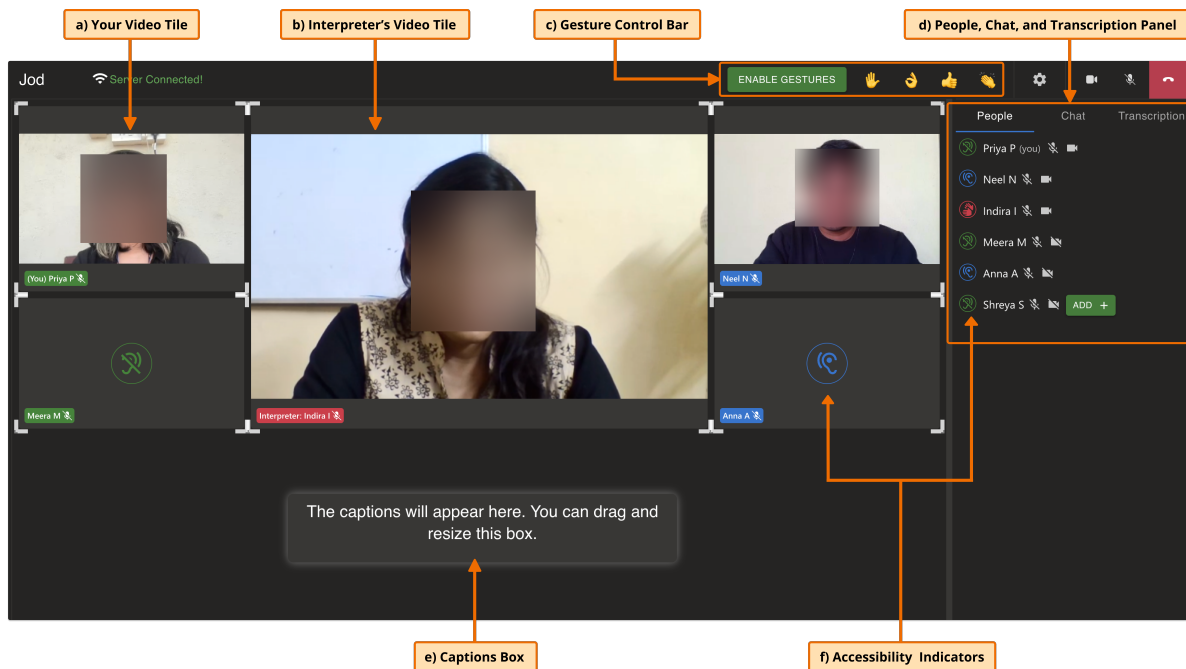 a) Your Video Tile
b) Interpreter's Video Tile
c) Gesture Control Bar
d) People, Chat, and Transcription Panel
Jod
Server Connected!
ENABLE GESTURES
People
Chat
Transcription
Priya P (you)
Neel N
Indira I
Meera M
Anna A
Shreya S
ADD +
(You) Priya P
Neel N
Meera M
Interpreter: Indira I
Anna A
The captions will appear here. You can drag and
resize this box.
e) Captions Box
f) Accessibility Indicators